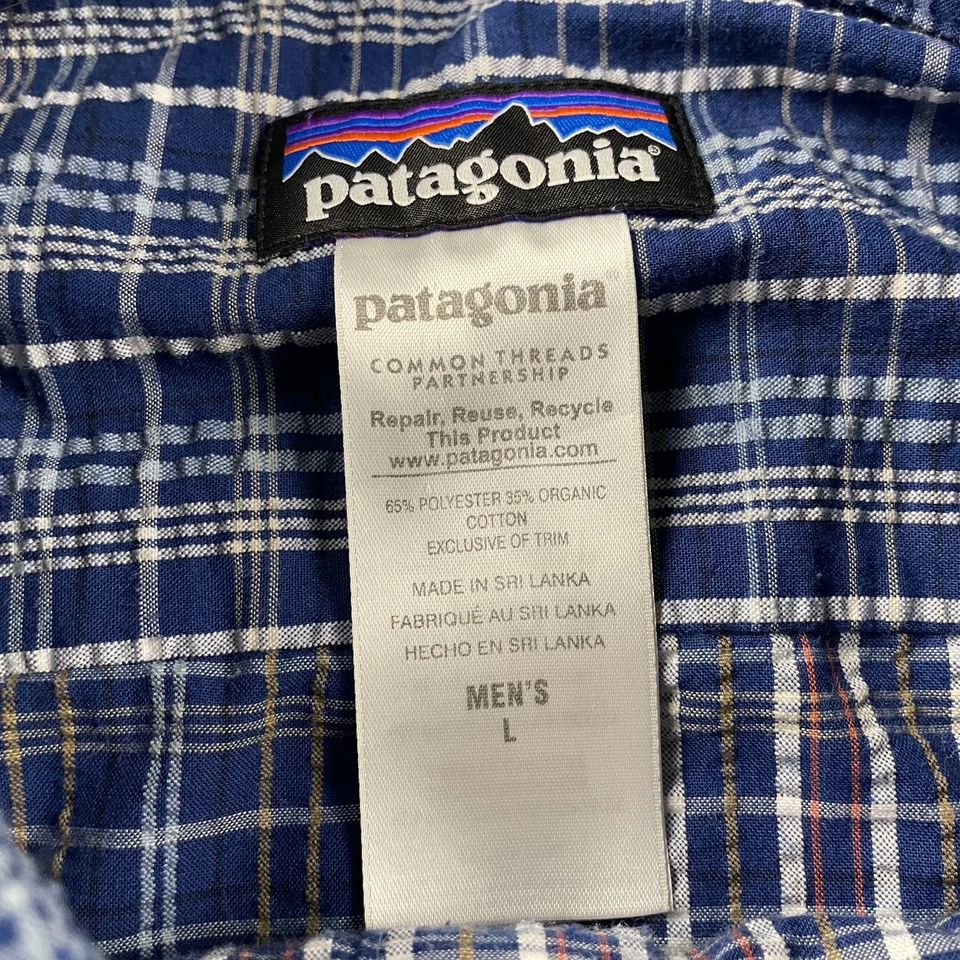 patagonia®
patagonia™
COMMON THREADS
PARTNERSHIP
Repair, Reuse, Recycle
This Product
www.patagonia.com
65% POLYESTER 35% ORGANIC
COTTON
EXCLUSIVE OF TRIM
MADE IN SRI LANKA
FABRIQUÉ AU SRI LANKA
HECHO EN SRI LANKA
MEN'S
L